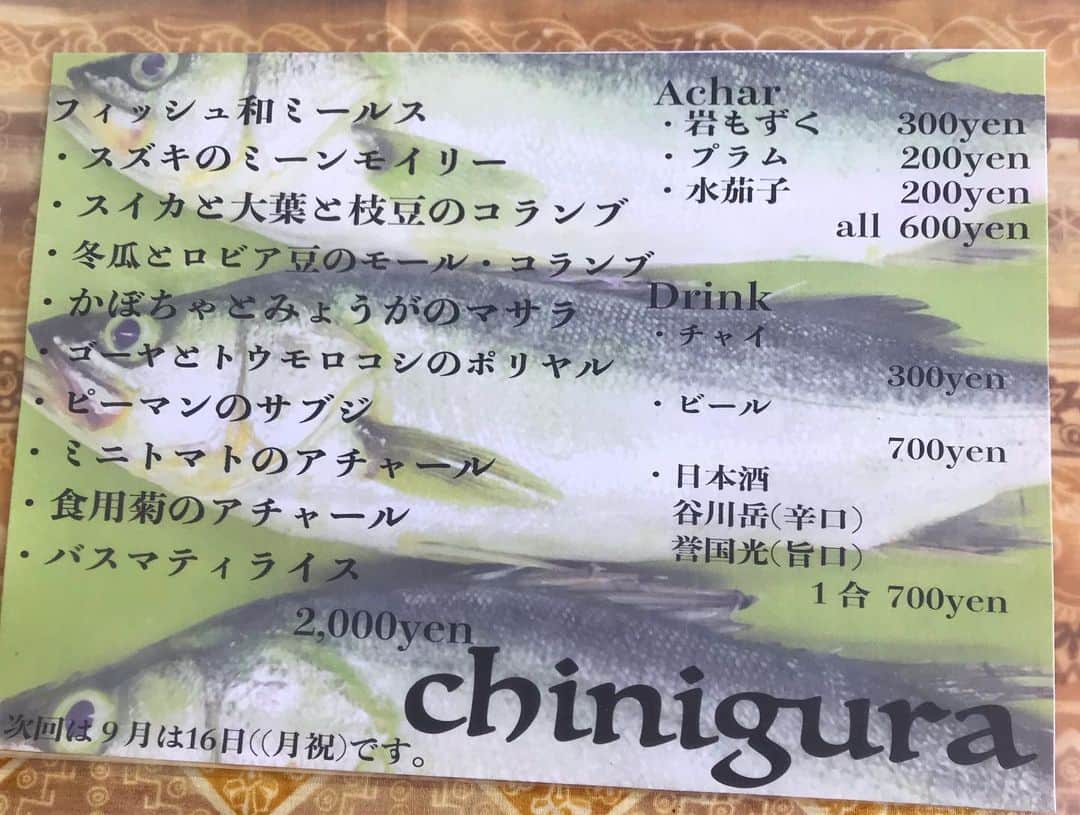 フィッシュ和ミールス
・スズキのミーンモイリー
・スイカと大葉と枝豆のコランブ
・冬瓜とロビア豆のモール・コランブ
・かぼちゃとみょうがのマサラ
・ゴーヤとトウモロコシのポリヤル
・ピーマンのサブジ
・ミニトマトのアチャール
・食用菊のアチャール
・バスマティライス
2,000yen
Achar
・岩もずく 300yen
・プラム 200yen
・水茄子 200yen
all 600yen
Drink
・チャイ
300yen
・ビール
700yen
・日本酒
谷川岳(辛口)
誉国光(旨口)
1合 700yen
chinigura
次回は9月は16日((月祝)です。